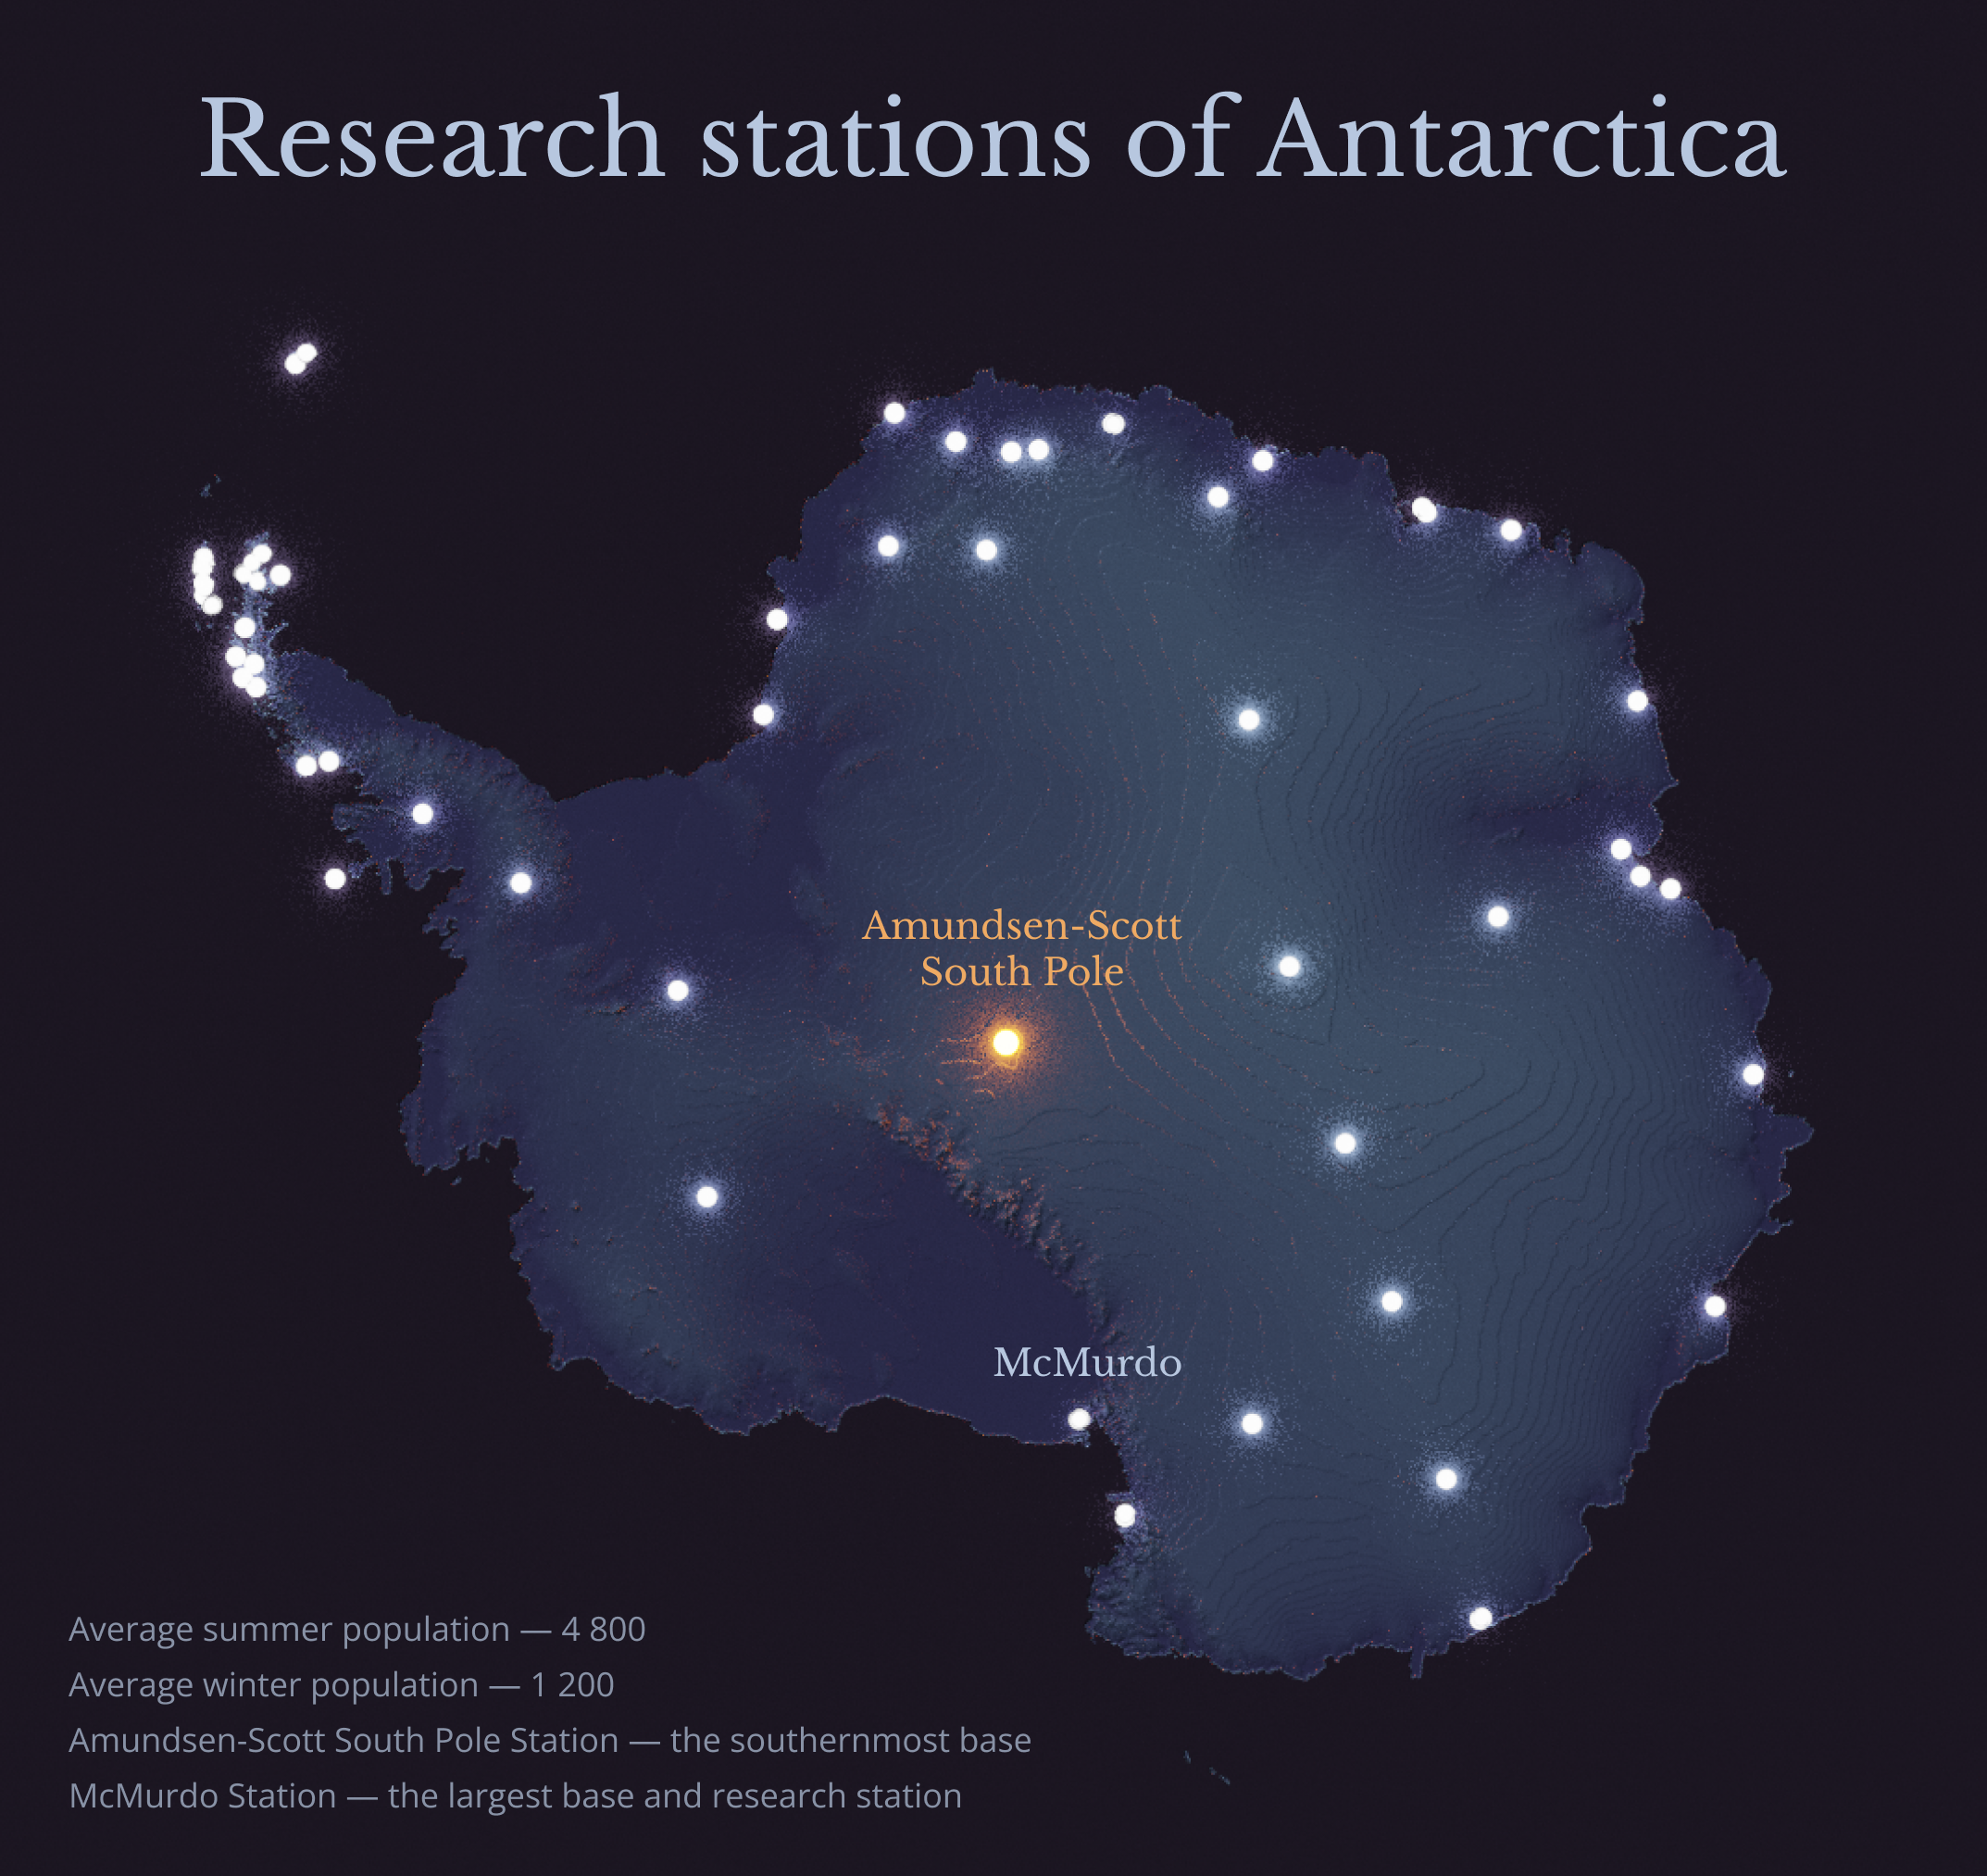 Research stations of Antarctica
Amundsen-Scott
South Pole
McMurdo
Average summer population — 4 800
Average winter population — 1 200
Amundsen-Scott South Pole Station — the southernmost base
McMurdo Station — the largest base and research station